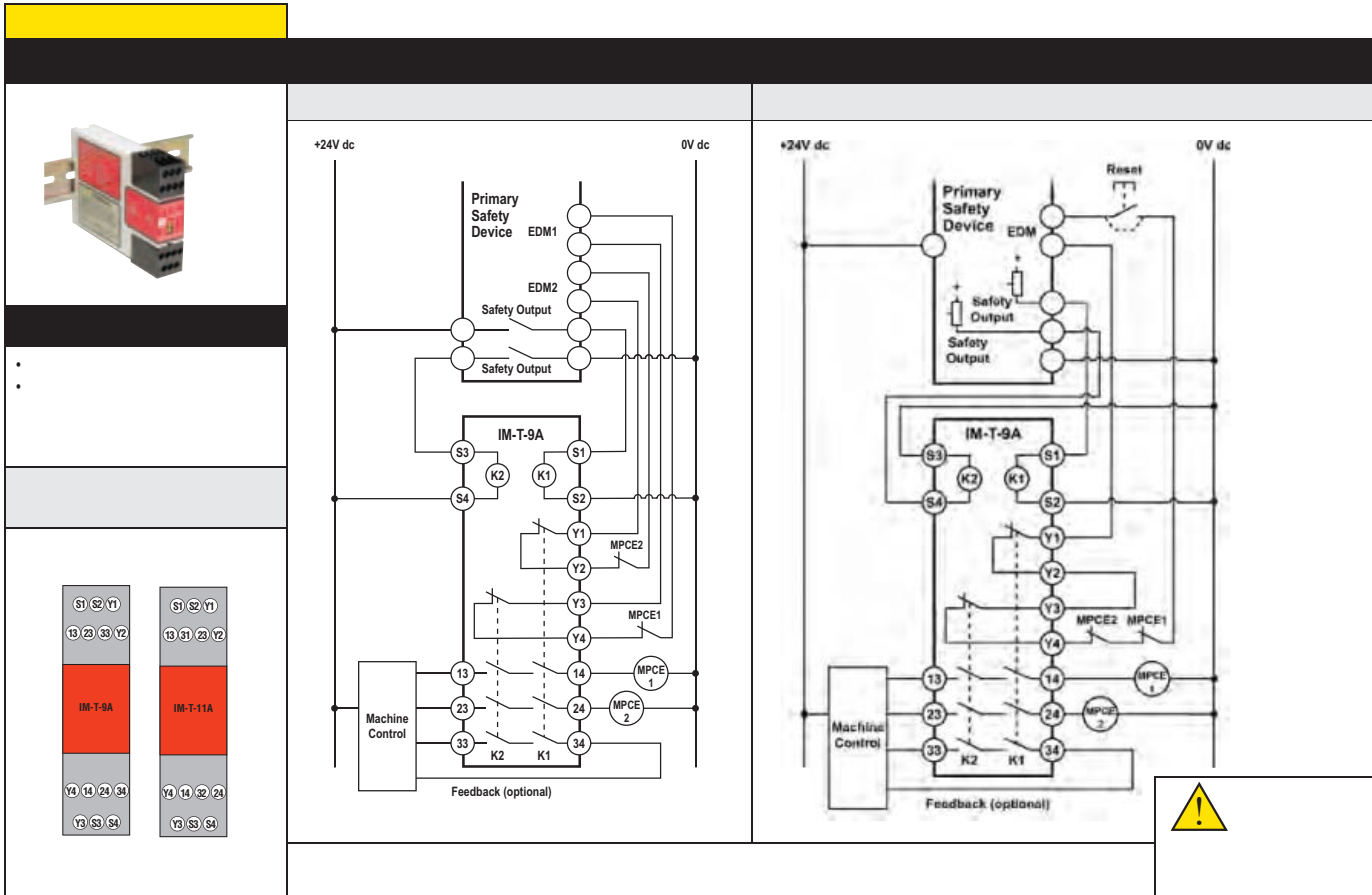 +24V dc
0V dc
Primary
Safety
Device
EDM1
EDM2
Safety Output
Safety Output
IM-T-9A
S3
S1
K2
K1
S4
S2
Y1
MPCE2
Y2
Y3
MPCE1
Y4
13
14
MPCE
1
23
24
MPCE
2
Machine
Control
33
34
K2
K1
Feedback (optional)
+24V dc
0V dc
Reset
Primary
Safety
Device
EDM
+
+
Safety
Output
Safety
Output
IM-T-9A
S3
S1
K2
K1
S4
S2
Y1
Y2
Y3
MPCE2
MPCE1
Y4
13
14
MPCE
1
23
24
MPCE
2
Machine
Control
33
34
K2
K1
Feedback (optional)
S1 S2 Y1
13 23 33 Y2
IM-T-9A
Y4 14 24 34
Y3 S3 S4
S1 S2 Y1
13 31 23 Y2
IM-T-11A
Y4 14 32 24
Y3 S3 S4
!